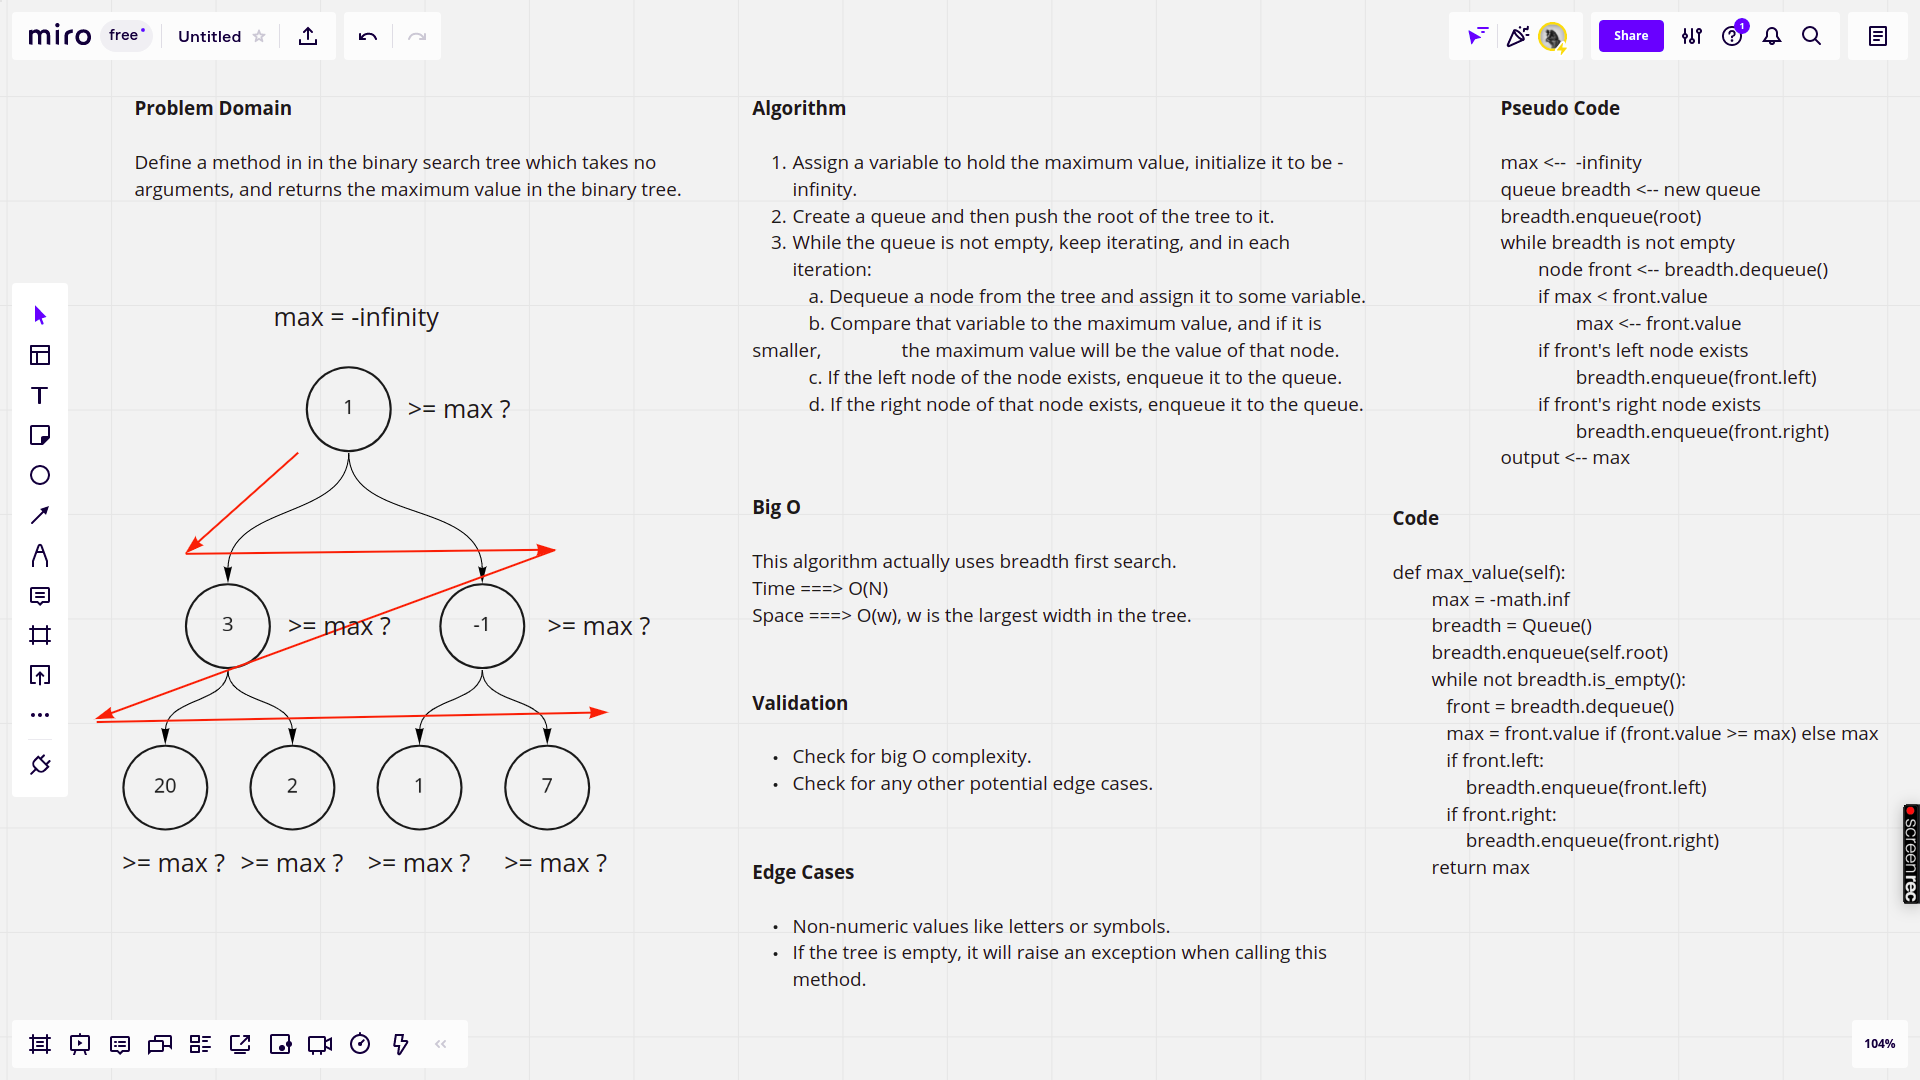 miro free Untitled
Share
1
Problem Domain
Define a method in in the binary search tree which takes no
arguments, and returns the maximum value in the binary tree.
max = -infinity
1
>= max ?
3
>= max ?
-1
>= max ?
20
2
1
7
>= max ?
>= max ?
>= max ?
>= max ?
Algorithm
1. Assign a variable to hold the maximum value, initialize it to be -
infinity.
2. Create a queue and then push the root of the tree to it.
3. While the queue is not empty, keep iterating, and in each
iteration:
a. Dequeue a node from the tree and assign it to some variable.
b. Compare that variable to the maximum value, and if it is
smaller, the maximum value will be the value of that node.
c. If the left node of the node exists, enqueue it to the queue.
d. If the right node of that node exists, enqueue it to the queue.
Big O
This algorithm actually uses breadth first search.
Time ===> O(N)
Space ===> O(w), w is the largest width in the tree.
Validation
• Check for big O complexity.
• Check for any other potential edge cases.
Edge Cases
• Non-numeric values like letters or symbols.
• If the tree is empty, it will raise an exception when calling this
method.
Pseudo Code
max <-- -infinity
queue breadth <-- new queue
breadth.enqueue(root)
while breadth is not empty
node front <-- breadth.dequeue()
if max < front.value
max <-- front.value
if front's left node exists
breadth.enqueue(front.left)
if front's right node exists
breadth.enqueue(front.right)
output <-- max
Code
def max_value(self):
max = -math.inf
breadth = Queue()
breadth.enqueue(self.root)
while not breadth.is_empty():
front = breadth.dequeue()
max = front.value if (front.value >= max) else max
if front.left:
breadth.enqueue(front.left)
if front.right:
breadth.enqueue(front.right)
return max
screenrec
104%